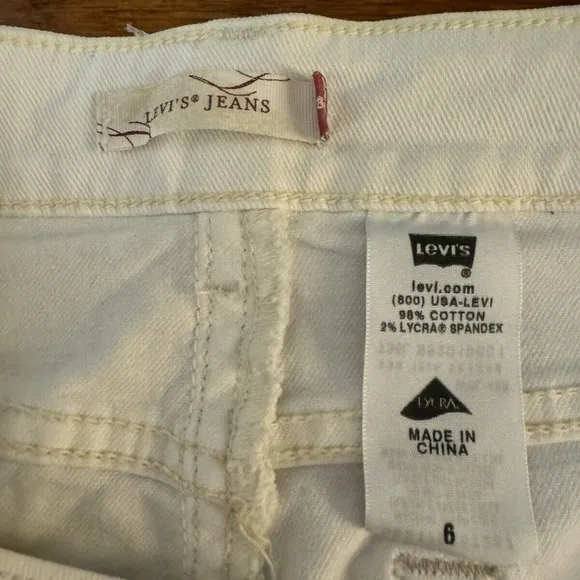 LEVI'S® JEANS
LEVI'S
®
levi.com
(800) USA-LEVI
98% COTTON
2% LYCRA® SPANDEX
LYCRA®
MADE IN
CHINA
6